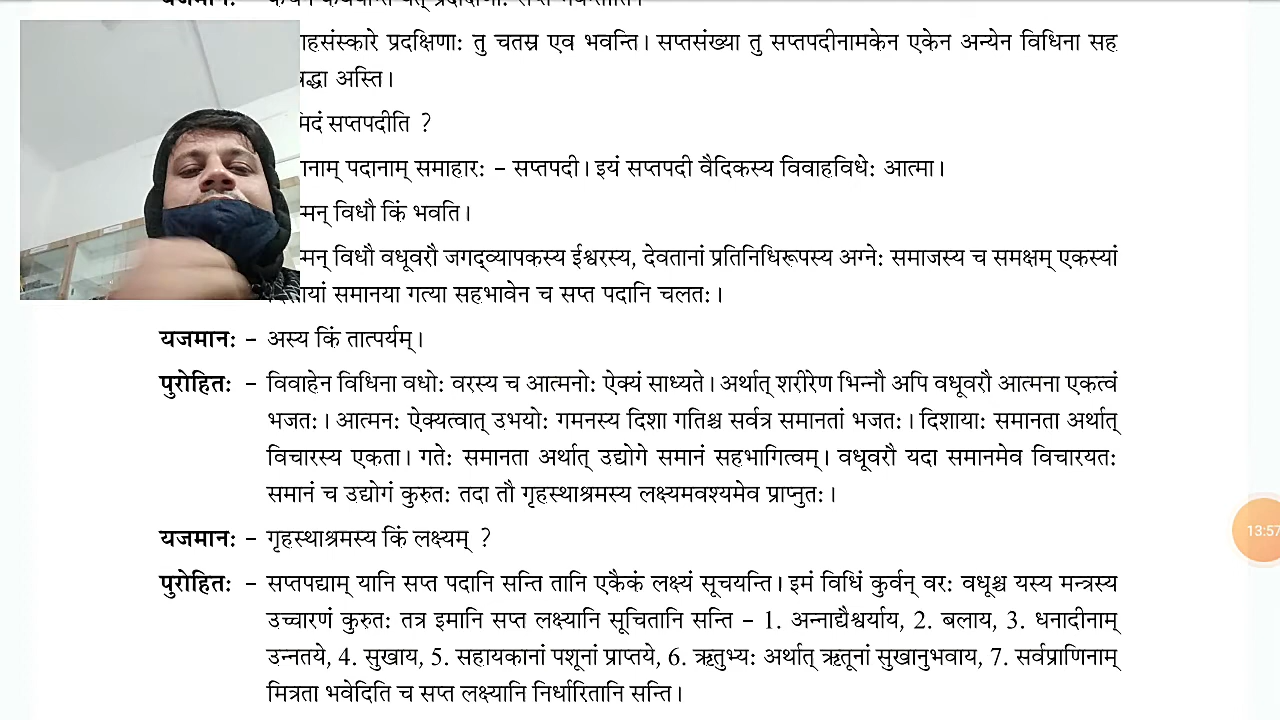 विवाहसंस्कारे प्रदक्षिणाः तु चतस्र एव भवन्ति। सप्तसंख्या तु सप्तपदीनामकेन एकेन अन्येन विधिना सह
अस्ति।
सप्तपदीति ?
पदानाम् समाहारः – सप्तपदी। इयं सप्तपदी वैदिकस्य विवाहविधेः आत्मा।
विधौ किं भवति।
विधौ वधूवरौ जगद्व्यापकस्य ईश्वरस्य, देवतानां प्रतिनिधिरूपस्य अग्नेः समाजस्य च समक्षम् एकस्यां
समानया गत्या सहभावेन च सप्त पदानि चलतः।
यजमानः – अस्य किं तात्पर्यम्।
पुरोहितः – विवाहेन विधिना वधोः वरस्य च आत्मनोः ऐक्यं साध्यते। अर्थात् शरीरेण भिन्नौ अपि वधूवरौ आत्मना एकत्वं
भजतः। आत्मनः ऐक्यत्वात् उभयोः गमनस्य दिशा गतिश्च सर्वत्र समानतां भजतः। दिशायाः समानता अर्थात्
विचारस्य एकता। गतेः समानता अर्थात् उद्योगे समानं सहभागित्वम्। वधूवरौ यदा समानमेव विचारयतः
समानं च उद्योगं कुरुतः तदा तौ गृहस्थाश्रमस्य लक्ष्यमवश्यमेव प्राप्नुतः।
यजमानः – गृहस्थाश्रमस्य किं लक्ष्यम् ?
पुरोहितः – सप्तपद्याम् यानि सप्त पदानि सन्ति तानि एकैकं लक्ष्यं सूचयन्ति। इमं विधिं कुर्वन् वरः वधूश्च यस्य मन्त्रस्य
उच्चारणं कुरुतः तत्र इमानि सप्त लक्ष्यानि सूचितानि सन्ति – 1. अन्नाद्यैश्वर्याय, 2. बलाय, 3. धनादीनाम्
उन्नतये, 4. सुखाय, 5. सहायकानां पशूनां प्राप्तये, 6. ऋतुभ्यः अर्थात् ऋतूनां सुखानुभवाय, 7. सर्वप्राणिनाम्
मित्रता भवेदिति च सप्त लक्ष्यानि निर्धारितानि सन्ति।
13:57